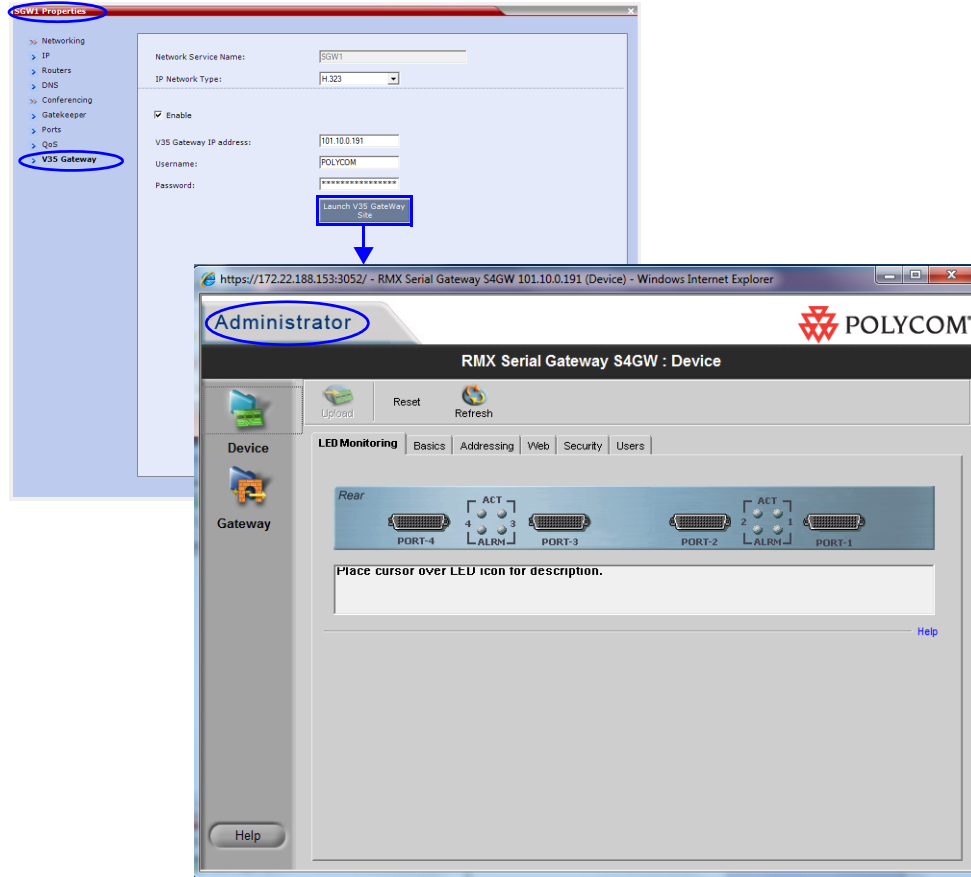 SGW1 Properties
Networking
IP
Routers
DNS
Conferencing
Gatekeeper
Ports
QoS
V35 Gateway
Network Service Name: SGW1
IP Network Type: H.323
Enable
V35 Gateway IP address: 101.10.0.191
Username: POLYCOM
Password: ****************
Launch V35 GateWay
Site
https://172.22.188.153:3052/ - RMX Serial Gateway S4GW 101.10.0.191 (Device) - Windows Internet Explorer
Administrator
POLYCOM
RMX Serial Gateway S4GW : Device
Device
Gateway
Help
Upload Reset Refresh
LED Monitoring Basics Addressing Web Security Users
Rear
ACT ACT
4 3 2 1
PORT-4 ALRM PORT-3 PORT-2 ALRM PORT-1
Place cursor over LED icon for description.
Help